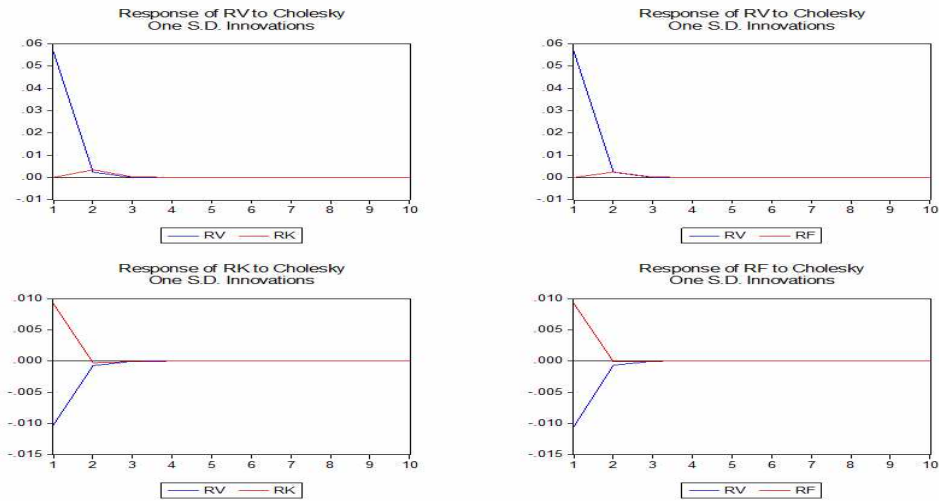 Response of RV to Cholesky
One S.D. Innovations
.06
.05
.04
.03
.02
.01
.00
-.01
1 2 3 4 5 6 7 8 9 10
RV RK
Response of RV to Cholesky
One S.D. Innovations
.06
.05
.04
.03
.02
.01
.00
-.01
1 2 3 4 5 6 7 8 9 10
RV RF
Response of RK to Cholesky
One S.D. Innovations
.010
.005
.000
-.005
-.010
-.015
1 2 3 4 5 6 7 8 9 10
RV RK
Response of RF to Cholesky
One S.D. Innovations
.010
.005
.000
-.005
-.010
-.015
1 2 3 4 5 6 7 8 9 10
RV RF